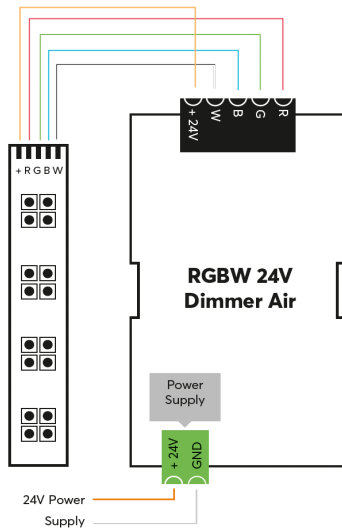 + 24V
W
B
G
R
+ R G B W
RGBW 24V
Dimmer Air
Power
Supply
+ 24V
GND
24V Power
Supply